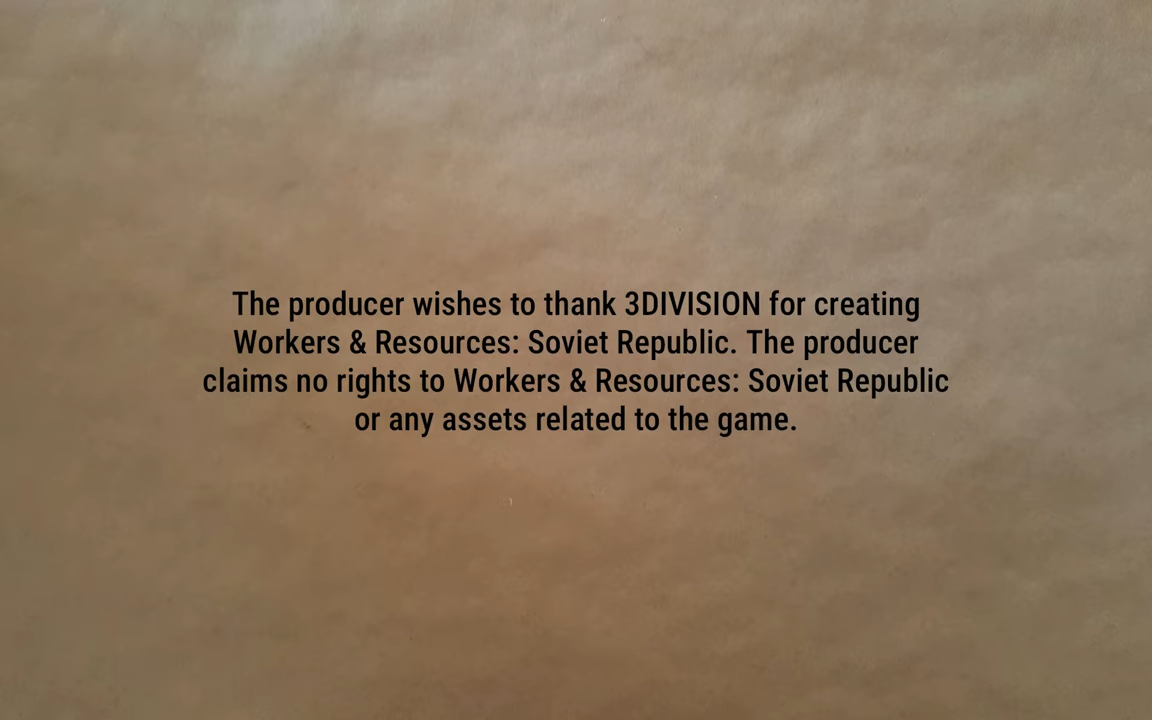 The producer wishes to thank 3DIVISION for creating
Workers & Resources: Soviet Republic. The producer
claims no rights to Workers & Resources: Soviet Republic
or any assets related to the game.